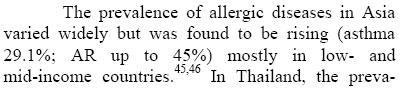 The prevalence of allergic diseases in Asia
varied widely but was found to be rising (asthma
29.1%; AR up to 45%) mostly in low- and
mid-income countries.45,46 In Thailand, the preva-